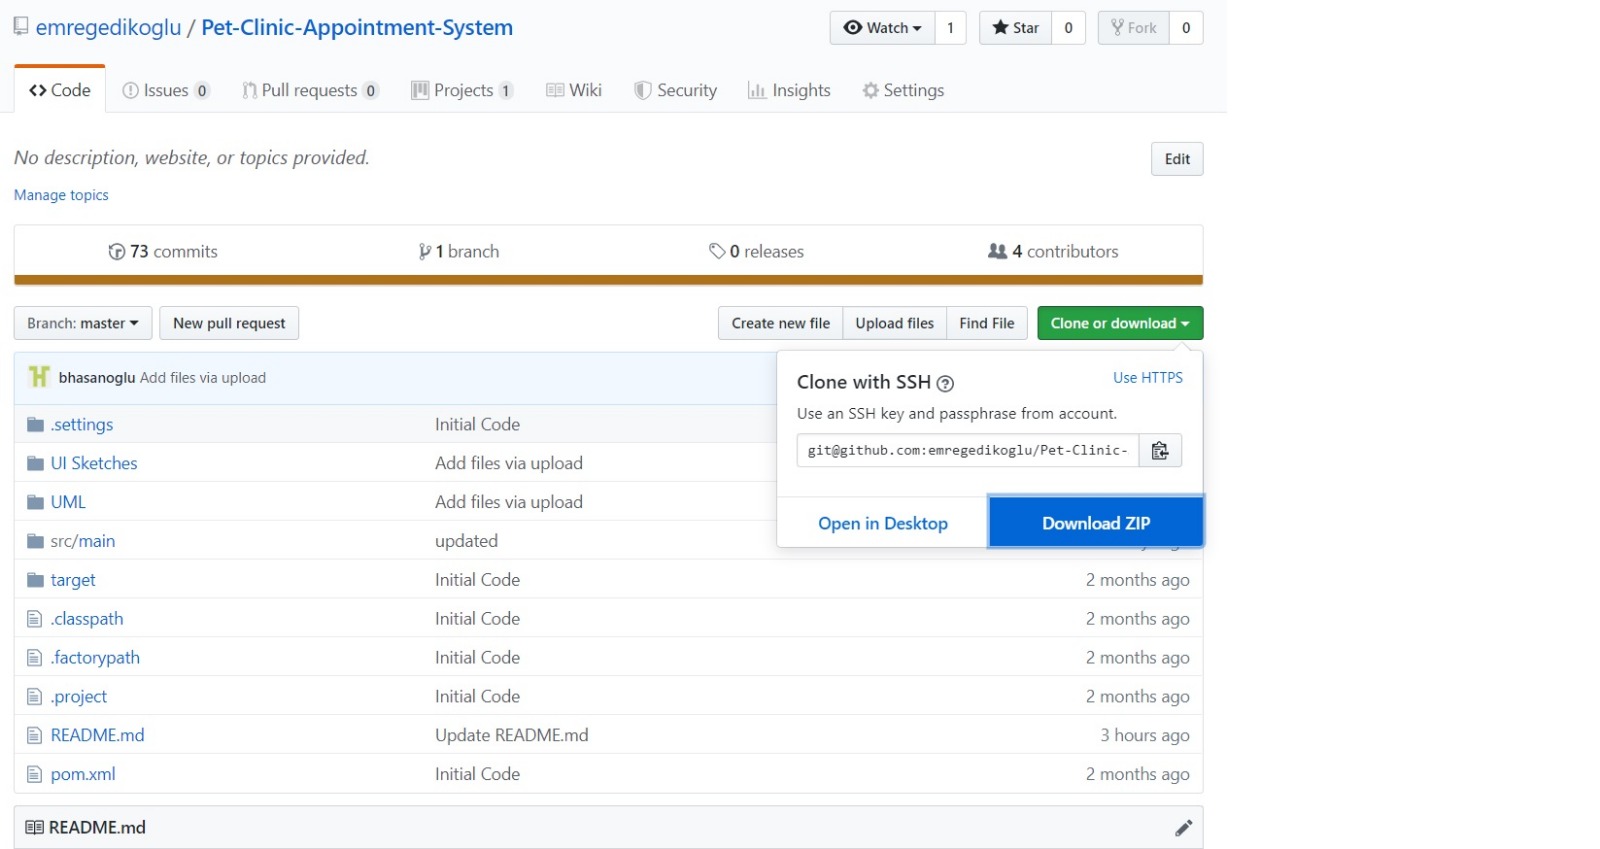 emregedikoglu / Pet-Clinic-Appointment-System
Watch 1 Star 0 Fork 0
Code Issues 0 Pull requests 0 Projects 1 Wiki Security Insights Settings
No description, website, or topics provided.
Edit
Manage topics
73 commits 1 branch 0 releases 4 contributors
Branch: master New pull request Create new file Upload files Find File Clone or download
bhasanoglu Add files via upload
Clone with SSH ? Use HTTPS
Use an SSH key and passphrase from account.
git@github.com:emregedikoglu/Pet-Clinic-
Open in Desktop Download ZIP
.settings Initial Code
UI Sketches Add files via upload
UML Add files via upload
src/main updated
target Initial Code 2 months ago
.classpath Initial Code 2 months ago
.factorypath Initial Code 2 months ago
.project Initial Code 2 months ago
README.md Update README.md 3 hours ago
pom.xml Initial Code 2 months ago
README.md